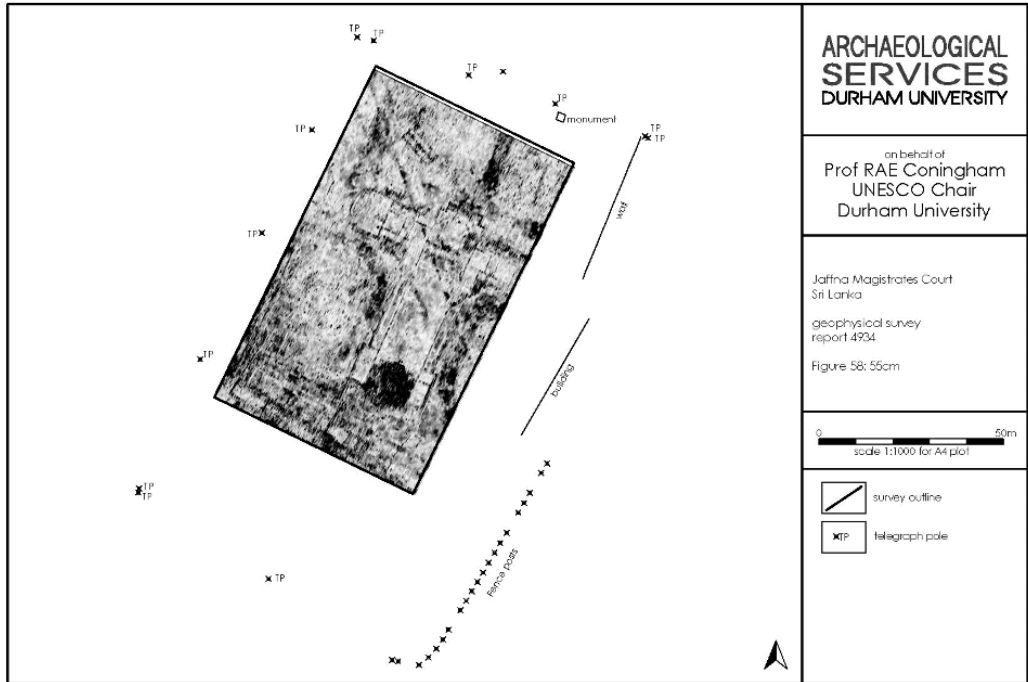 TP
TP
TP
TP
TP
monument
TP
TP
TP
wall
TP
building
TP
TP
TP
TP
Fence posts
ARCHAEOLOGICAL
SERVICES
DURHAM UNIVERSITY
on behalf of
Prof RAE Coningham
UNESCO Chair
Durham University
Jaffna Magistrates Court
Sri Lanka
geophysical survey
report 4934
Figure 58: 55cm
0 50m
scale 1:1000 for A4 plot
survey outline
TP telegraph pole